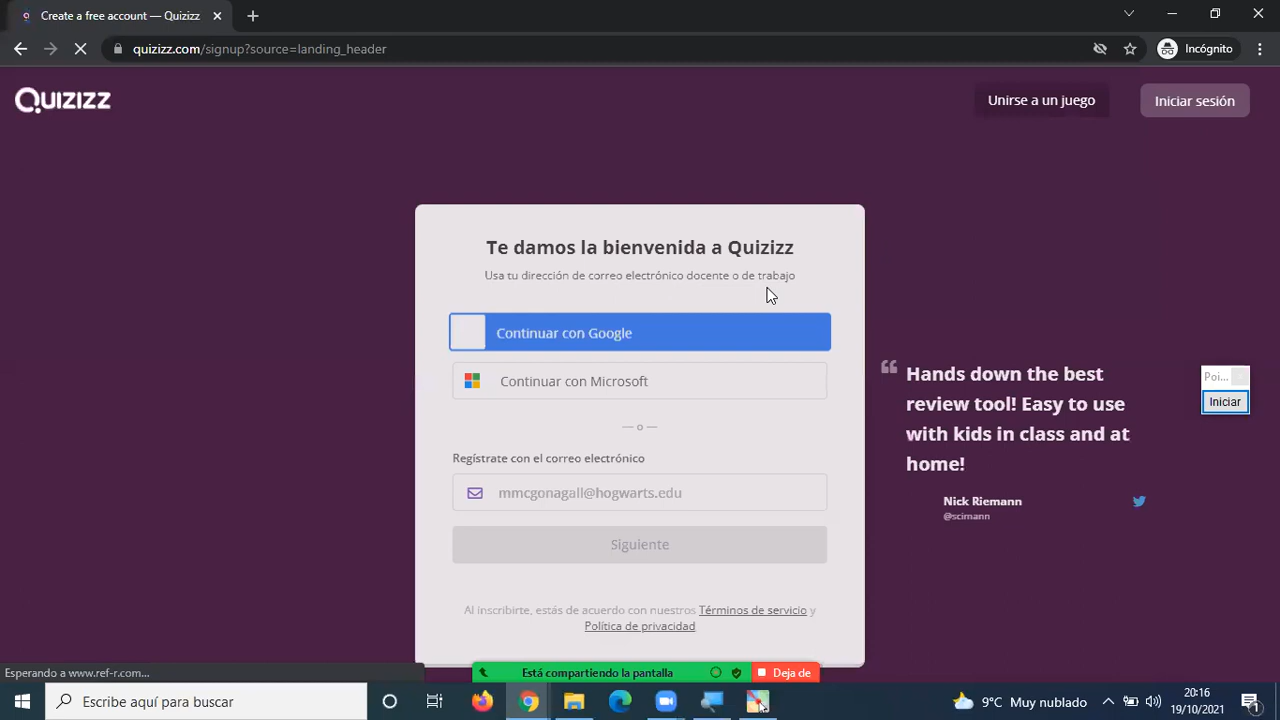 Create a free account — Quizizz
quizizz.com/signup?source=landing_header
Incógnito
Quizizz
Unirse a un juego
Iniciar sesión
Te damos la bienvenida a Quizizz
Usa tu dirección de correo electrónico docente o de trabajo
Continuar con Google
Continuar con Microsoft
— o —
Regístrate con el correo electrónico
mmcgonagall@hogwarts.edu
Siguiente
Al inscribirte, estás de acuerdo con nuestros Términos de servicio y
Política de privacidad
“ Hands down the best
review tool! Easy to use
with kids in class and at
home!
Nick Riemann
@scimann
Poi...
Iniciar
Esperando a www.ref-r.com...
Está compartiendo la pantalla
Deja de
Escribe aquí para buscar
9°C Muy nublado
20:16
19/10/2021
1